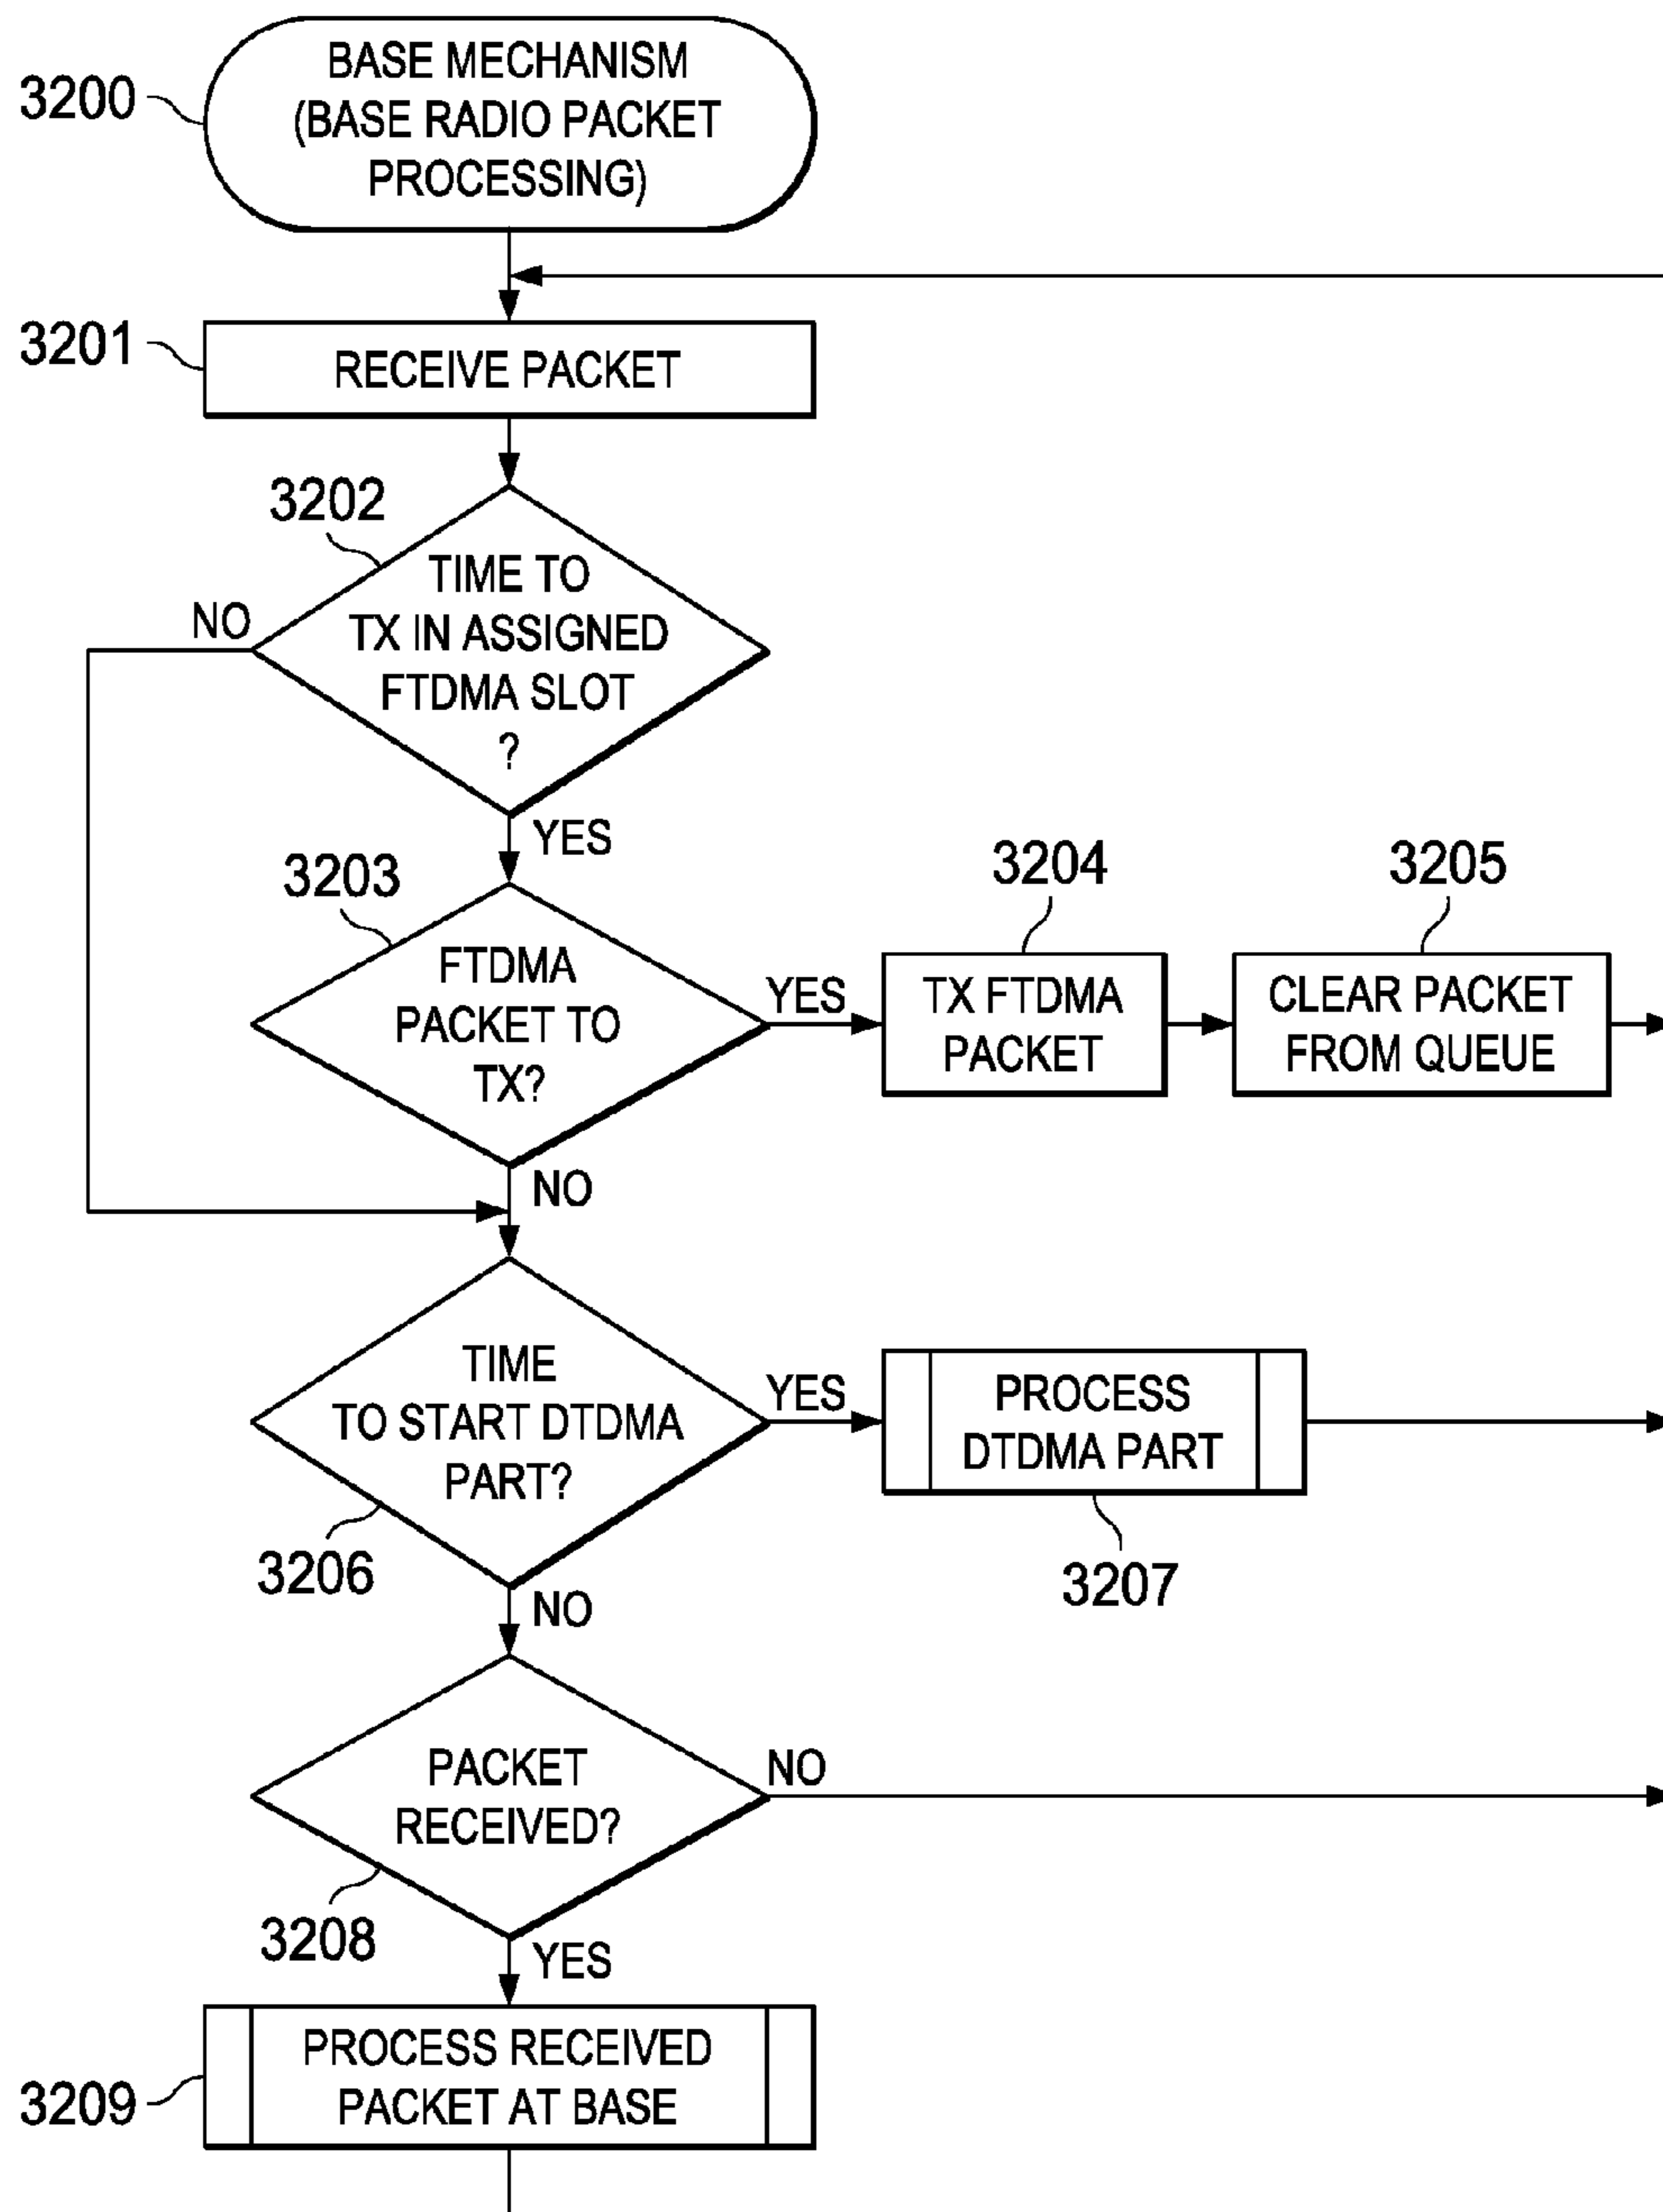 3200
BASE MECHANISM
(BASE RADIO PACKET
PROCESSING)
3201
RECEIVE PACKET
3202
TIME TO
TX IN ASSIGNED
FTDMA SLOT
?
NO
YES
3203
FTDMA
PACKET TO
TX?
YES
3204
TX FTDMA
PACKET
3205
CLEAR PACKET
FROM QUEUE
NO
TIME
TO START DTDMA
PART?
3206
YES
PROCESS
DTDMA PART
3207
NO
PACKET
RECEIVED?
3208
NO
YES
3209
PROCESS RECEIVED
PACKET AT BASE